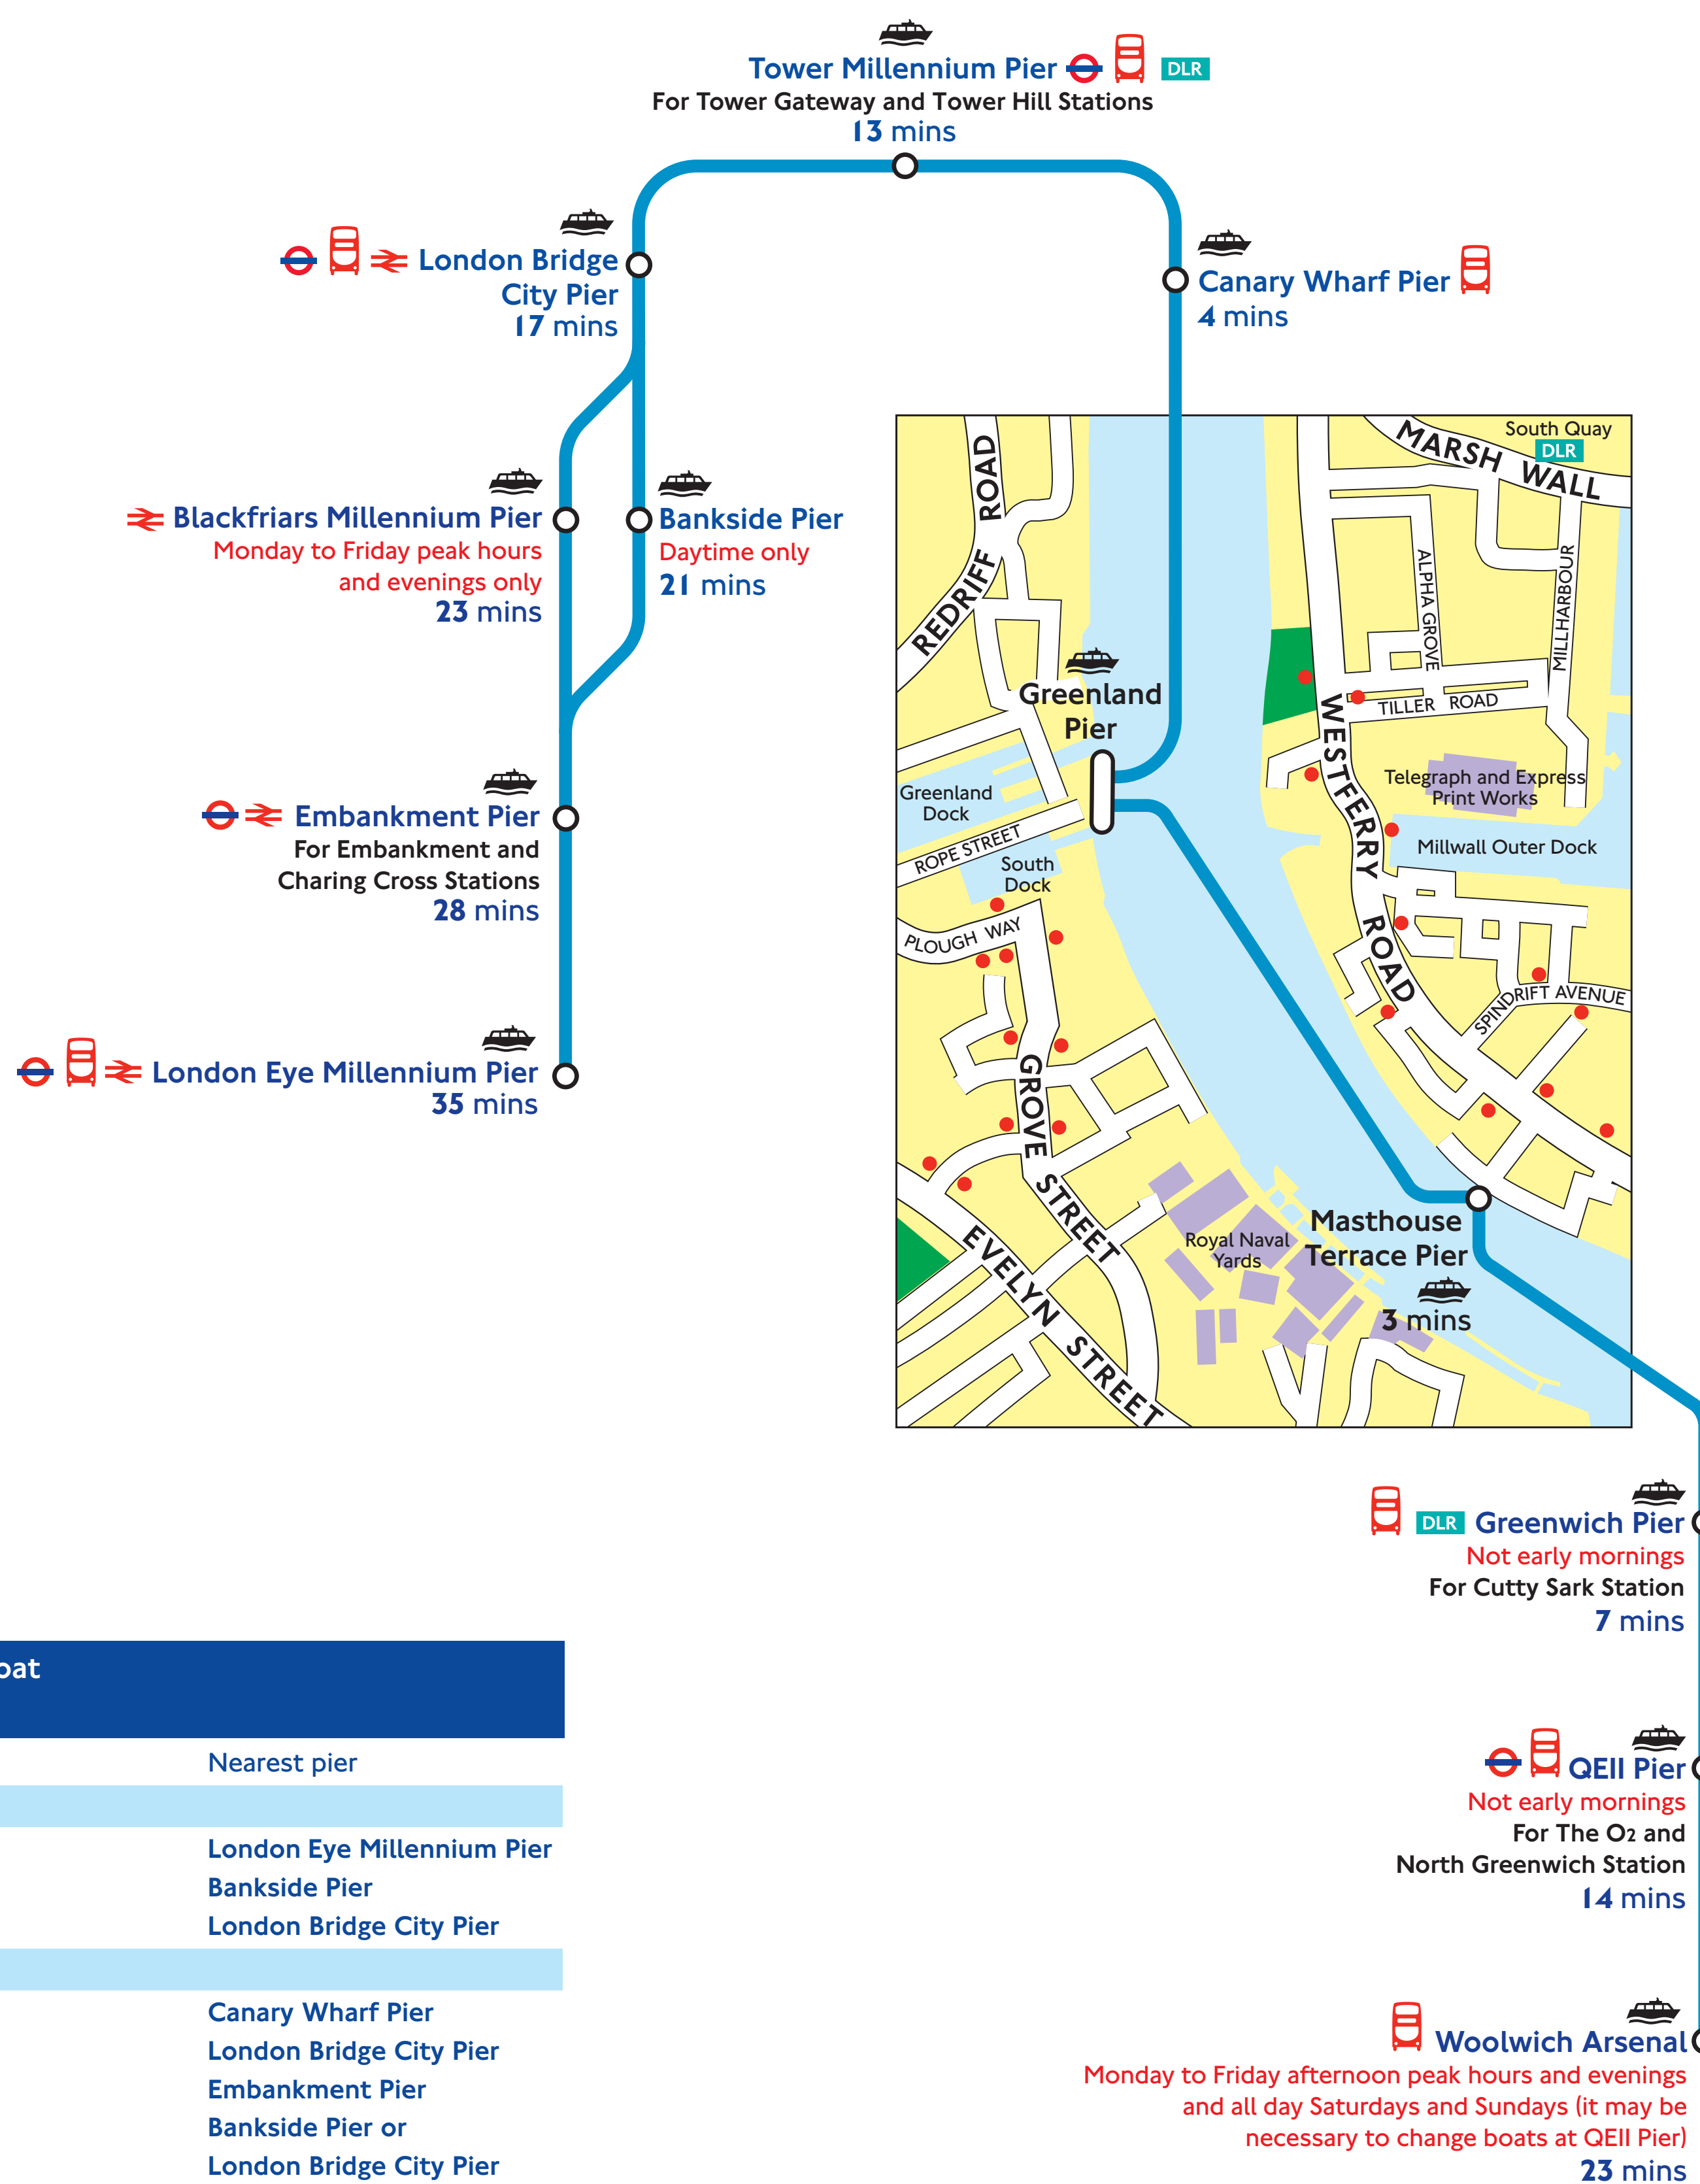 Tower Millennium Pier
DLR
For Tower Gateway and Tower Hill Stations
13 mins
London Bridge
City Pier
17 mins
Canary Wharf Pier
4 mins
Blackfriars Millennium Pier
Monday to Friday peak hours
and evenings only
23 mins
Bankside Pier
Daytime only
21 mins
Embankment Pier
For Embankment and
Charing Cross Stations
28 mins
London Eye Millennium Pier
35 mins
REDRIFF ROAD
MARSH WALL
South Quay
DLR
ALPHA GROVE
MILLHARBOUR
TILLER ROAD
WESTFERRY ROAD
Greenland
Pier
Telegraph and Express
Print Works
Greenland
Dock
ROPE STREET
South
Dock
Millwall Outer Dock
PLOUGH WAY
SPINDRIFT AVENUE
GROVE STREET
EVELYN STREET
Royal Naval
Yards
Masthouse
Terrace Pier
3 mins
DLR
Greenwich Pier
Not early mornings
For Cutty Sark Station
7 mins
QEII Pier
Not early mornings
For The O2 and
North Greenwich Station
14 mins
Woolwich Arsenal
Monday to Friday afternoon peak hours and evenings
and all day Saturdays and Sundays (it may be
necessary to change boats at QEII Pier)
23 mins
oat
Nearest pier
London Eye Millennium Pier
Bankside Pier
London Bridge City Pier
Canary Wharf Pier
London Bridge City Pier
Embankment Pier
Bankside Pier or
London Bridge City Pier